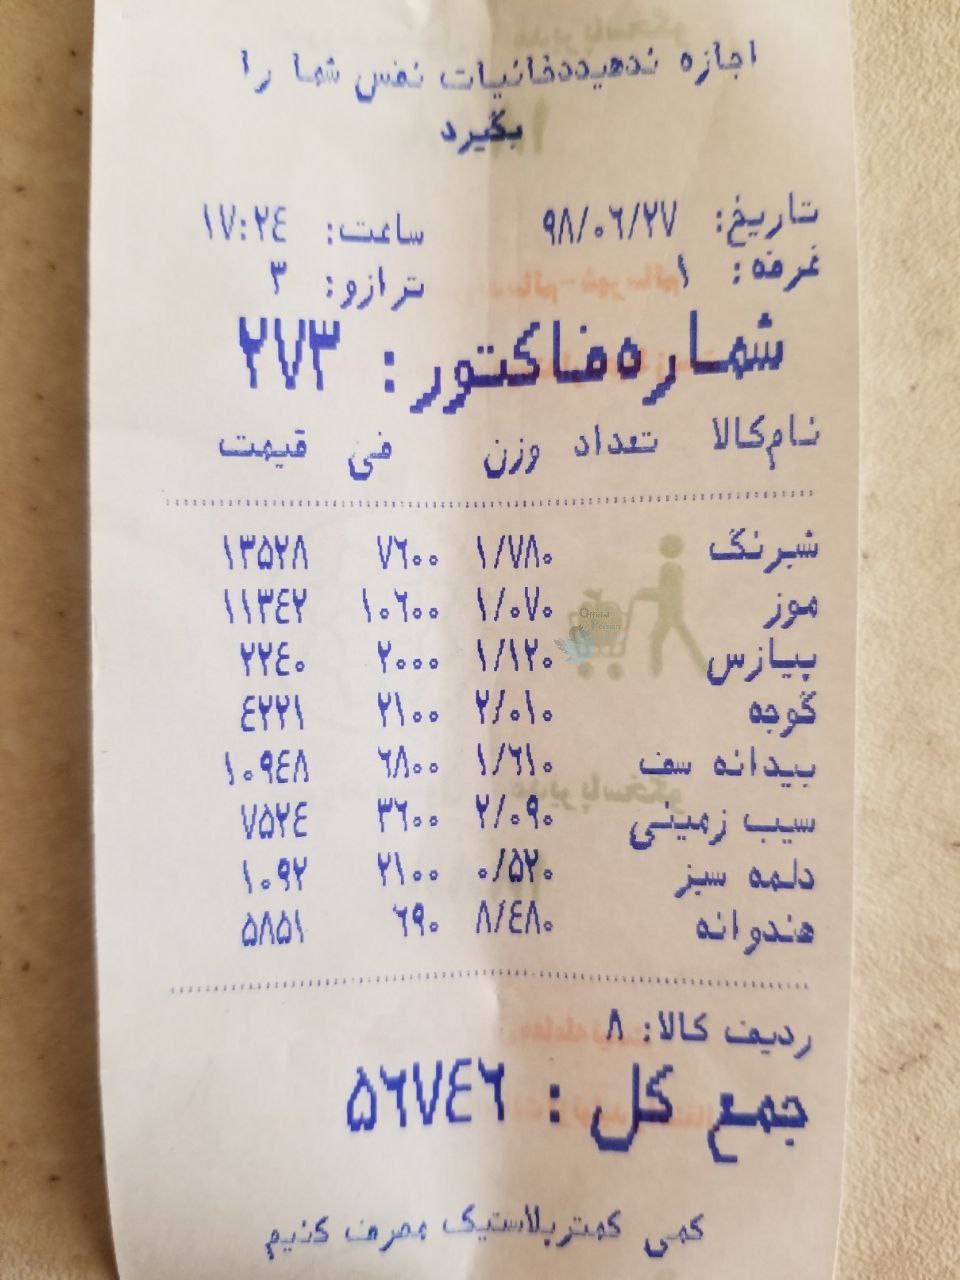 اجازه ندهید دخانیات نفس شما را
بگیرد
تاریخ: ۹۸/۰۶/۲۷ ساعت: ۱۷:۲۴
غرفه: ۱ ترازو: ۳
شماره فاکتور: ۲۷۳
نام کالا تعداد وزن فی قیمت
شبرنگ ۱/۷۸۰ ۷۶۰۰ ۱۳۵۲۸
موز ۱/۰۷۰ ۱۰۶۰۰ ۱۱۳۴۲
پیازس ۱/۱۲۰ ۲۰۰۰ ۲۲۴۰
گوجه ۲/۰۱۰ ۲۱۰۰ ۴۲۲۱
بیدانه سف ۱/۶۱۰ ۶۸۰۰ ۱۰۹۴۸
سیب زمینی ۲/۰۹۰ ۳۶۰۰ ۷۵۲۴
دلمه سبز ۰/۵۲۰ ۲۱۰۰ ۱۰۹۲
هندوانه ۸/۴۸۰ ۶۹۰ ۵۸۵۱
ردیف کالا: ۸
جمع کل: ۵۶۷۴۶
کمی کمتر پلاستیک مصرف کنیم
Official
Persian